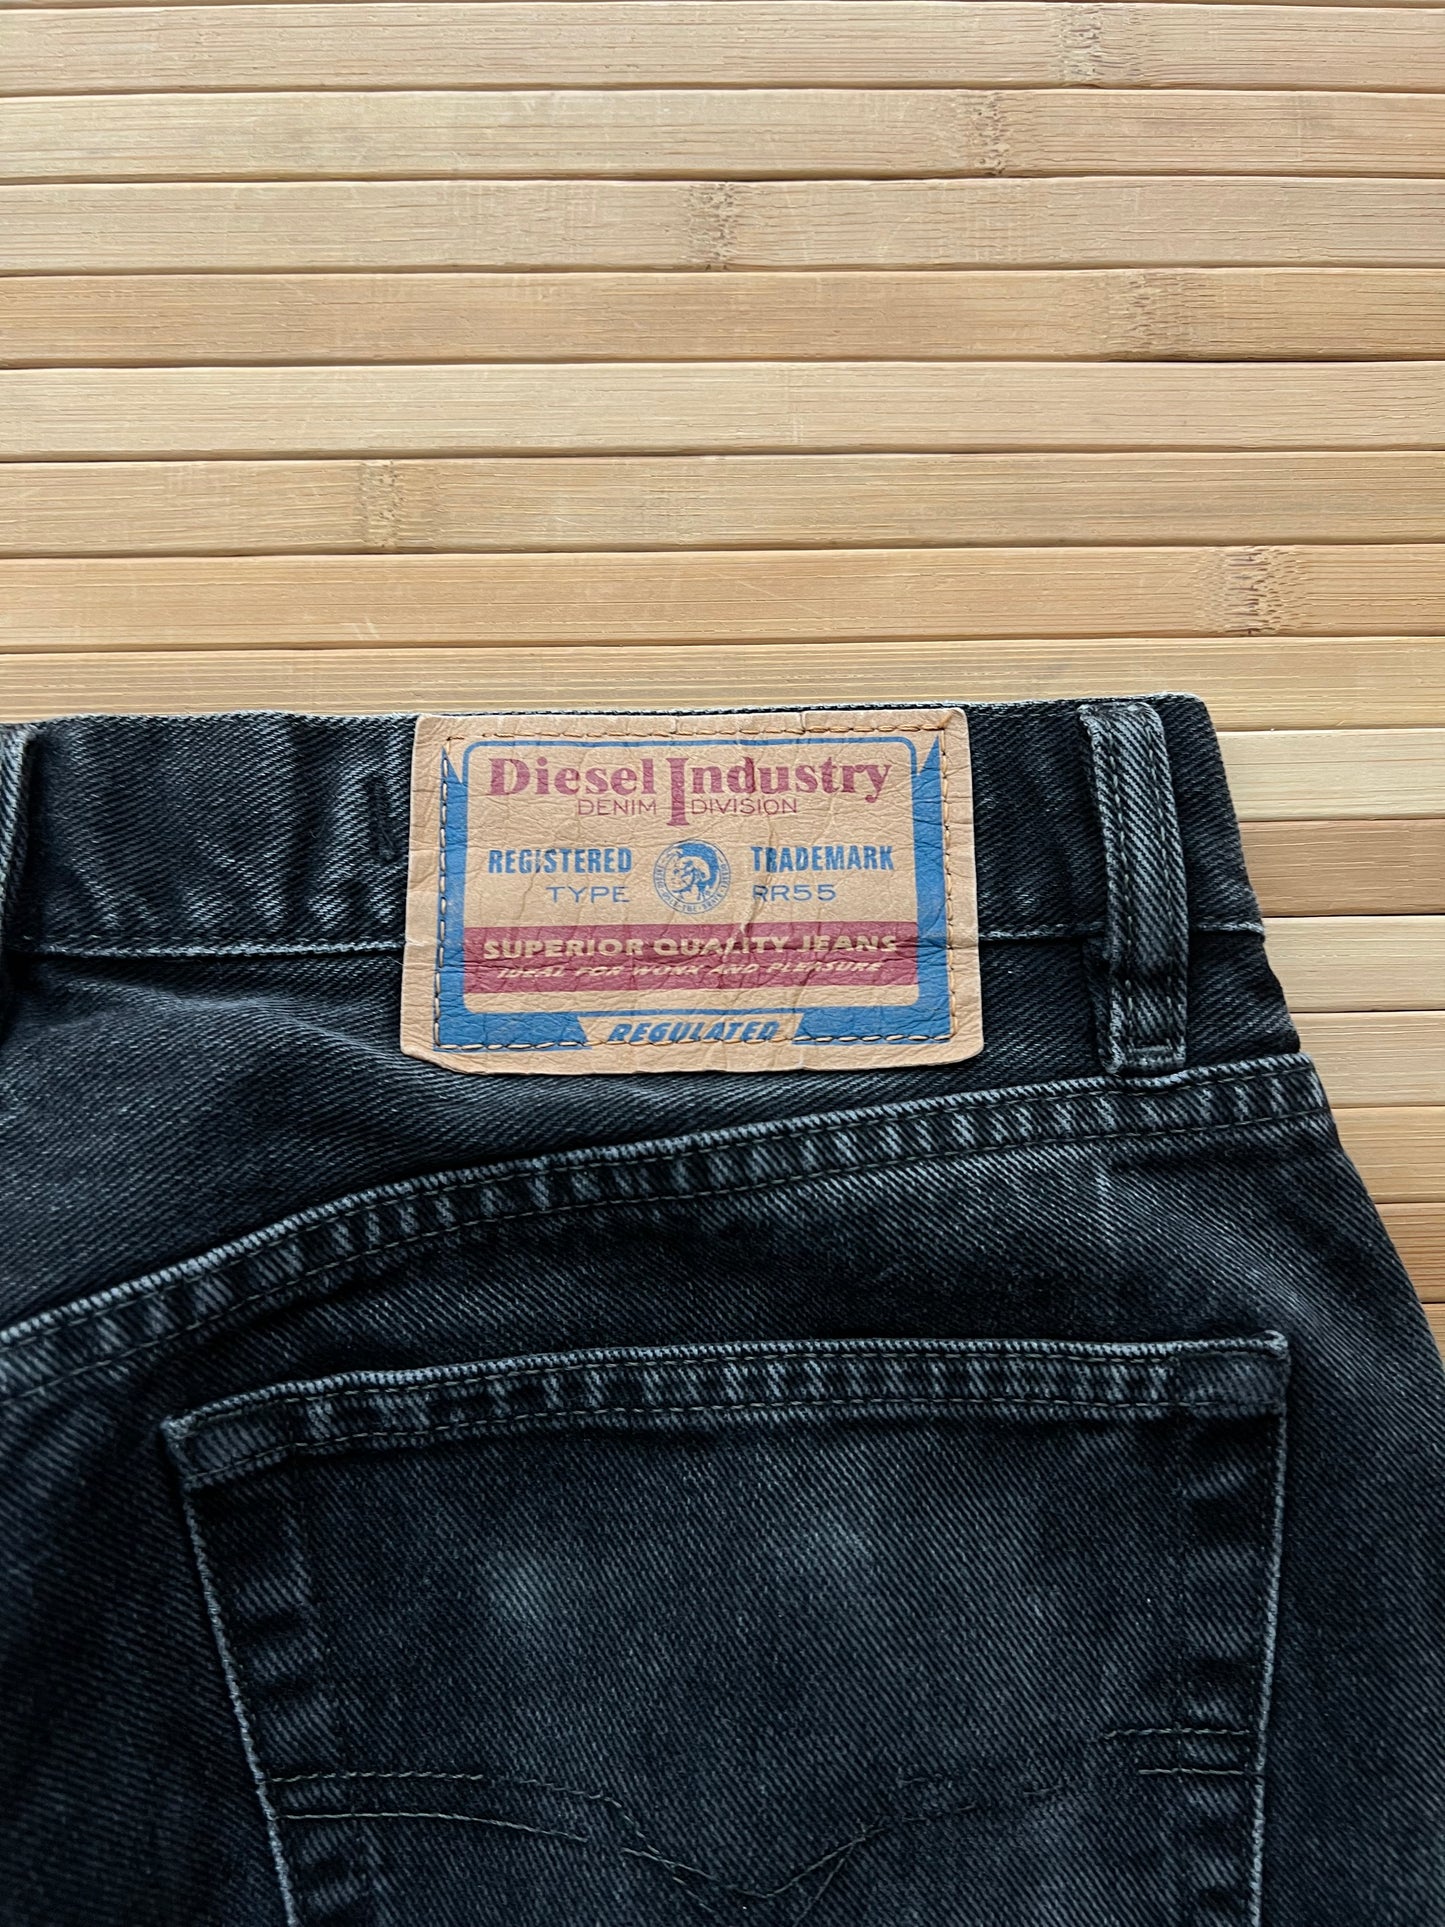 Diesel Industry
DENIM DIVISION
REGISTERED TRADEMARK
TYPE RR55
SUPERIOR QUALITY JEANS
IDEAL FOR WORK AND PLEASURE
REGULATED